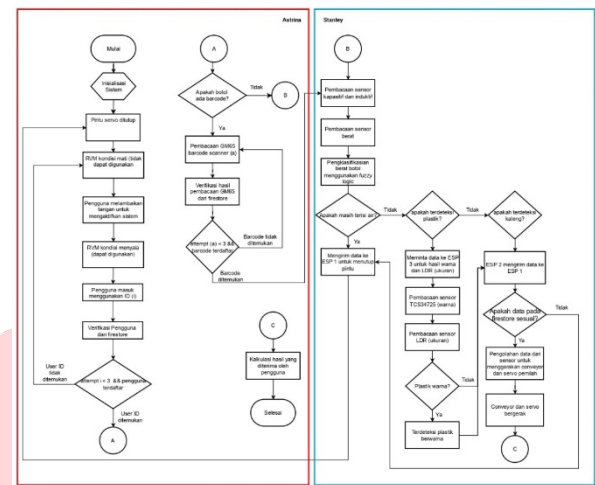 Astrina
Mulai
Inisialisasi
Sistem
Pintu servo ditutup
RVM kondisi mati (tidak
dapat digunakan)
Pengguna melambaikan
tangan untuk
mengaktifkan sistem
RVM kondisi menyala
(dapat digunakan)
Pengguna masuk
menggunakan ID (i)
Verifikasi Pengguna
dari firestore
User ID
tidak
ditemukan
attempt i < 3 && pengguna
terdaftar
User ID
ditemukan
A
A
Apakah botol
ada barcode?
Tidak
B
Ya
Pembacaan GM65
barcode scanner (a)
Verifikasi hasil
pembacaan GM65
dari firestore
attempt (a) < 3 &&
barcode terdaftar
Barcode tidak
ditemukan
Barcode
ditemukan
C
Kalkulasi hasil yang
diterima oleh
pengguna
Selesai
Stanley
B
Pembacaan sensor
kapasitif dan induktif
Pembacaan sensor
berat
Pengklasifikasian
berat botol
menggunakan fuzzy
logic
Apakah masih terisi air?
Tidak
Ya
Mengirim data ke
ESP 1 untuk menutup
pintu
apakah terdeteksi
plastik?
Tidak
Ya
Meminta data ke ESP
3 untuk hasil warna
dan LDR (ukuran)
Pembacaan sensor
TCS34725 (warna)
Pembacaan sensor
LDR (ukuran)
Plastik warna?
Tidak
Ya
Terdeteksi plastik
berwarna
apakah terdeteksi
kaleng?
Tidak
Ya
ESP 2 mengirim data ke
ESP 1
Apakah data pada
firestore sesuai?
Tidak
Ya
Pengolahan data dari
sensor untuk
menggerakan conveyor
dan servo pemilah
Conveyor dan servo
bergerak
C